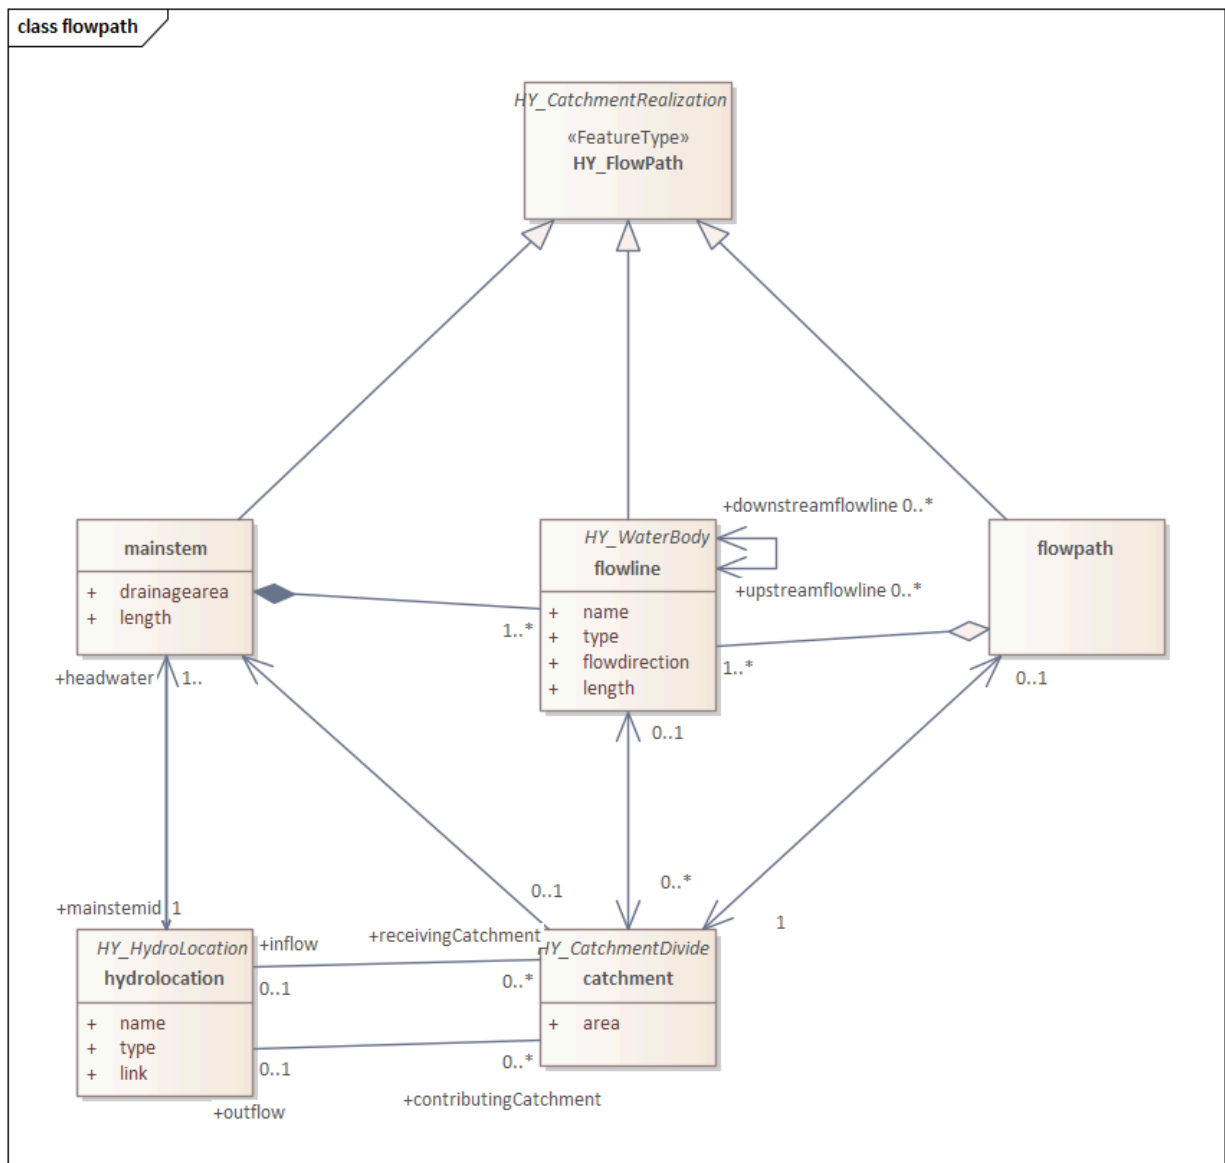 class flowpath
HY_CatchmentRealization
«FeatureType»
HY_FlowPath
+downstreamflowline 0..*
HY_WaterBody
mainstem
flowline
flowpath
+ drainagearea
+ length
+upstreamflowline 0..*
+ name
+ type
+ flowdirection
+ length
1..*
1..*
+headwater 1..
0..1
0..1
0..1
0..*
+mainstemid 1
1
HY_HydroLocation
hydrolocation
+inflow
+receivingCatchment
HY_CatchmentDivide
catchment
0..1
0..*
+ name
+ type
+ link
+ area
0..1
0..*
+outflow
+contributingCatchment